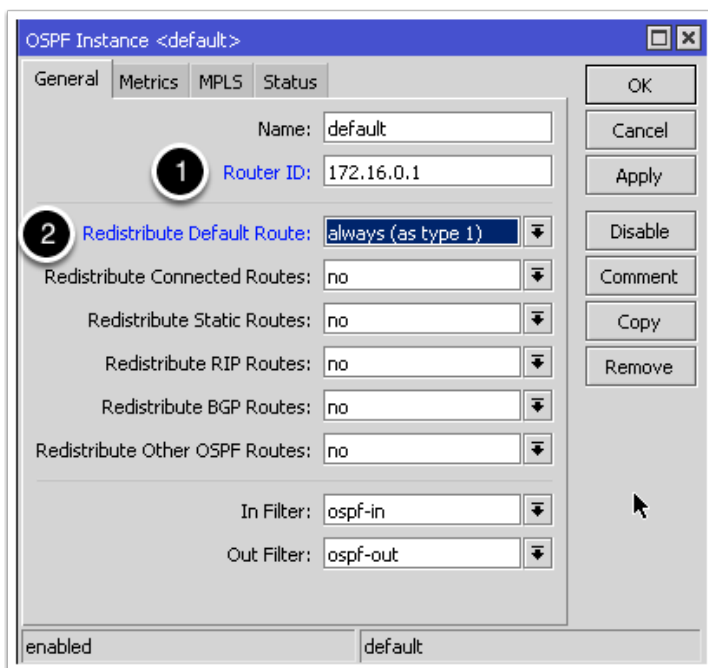 OSPF Instance <default>
General Metrics MPLS Status
OK
Name: default
Cancel
1 Router ID: 172.16.0.1
Apply
2 Redistribute Default Route: always (as type 1)
Disable
Redistribute Connected Routes: no
Comment
Redistribute Static Routes: no
Copy
Redistribute RIP Routes: no
Remove
Redistribute BGP Routes: no
Redistribute Other OSPF Routes: no
In Filter: ospf-in
Out Filter: ospf-out
enabled default